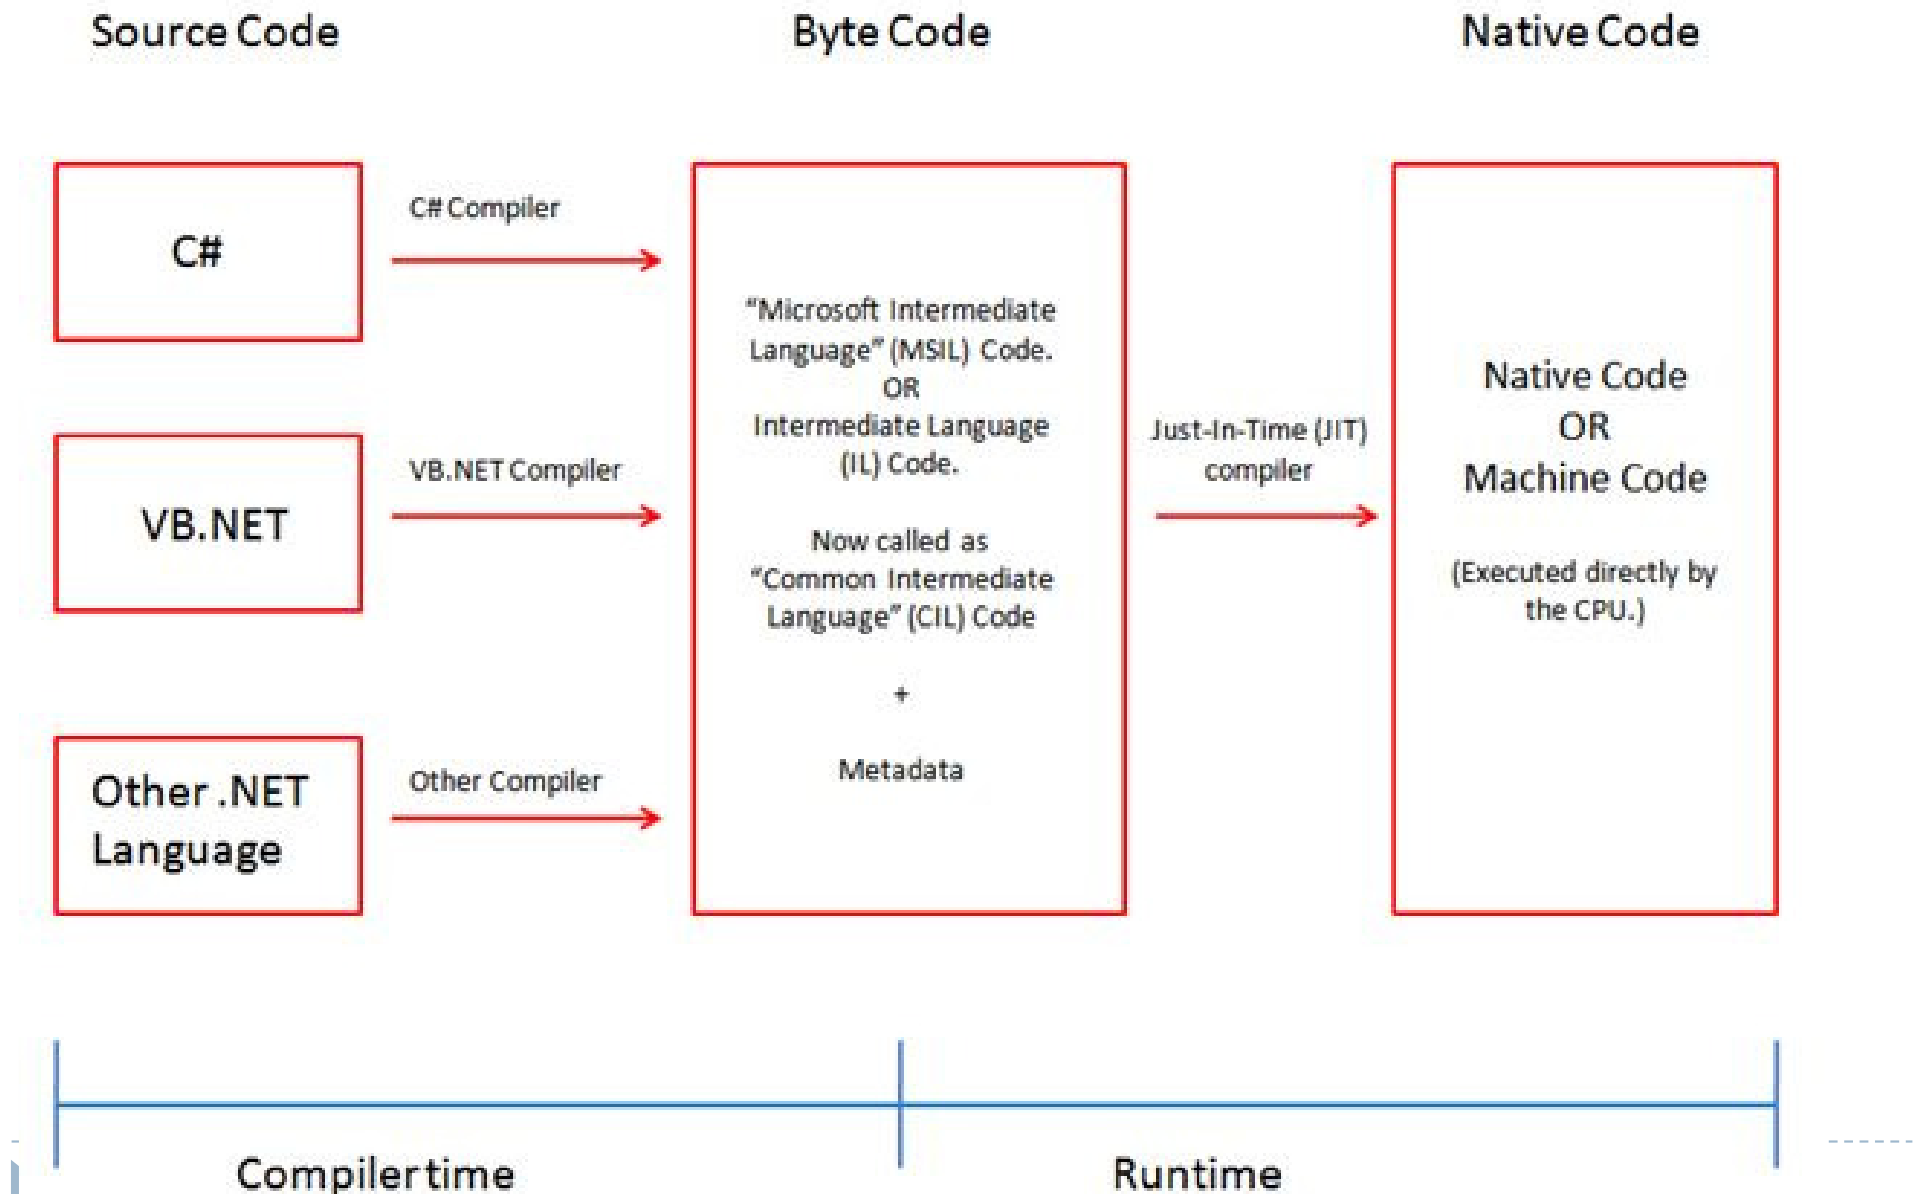 Source Code
Byte Code
Native Code
C#
C# Compiler
VB.NET
VB.NET Compiler
Other .NET
Language
Other Compiler
“Microsoft Intermediate
Language” (MSIL) Code.
OR
Intermediate Language
(IL) Code.
Now called as
“Common Intermediate
Language” (CIL) Code
+
Metadata
Just-In-Time (JIT)
compiler
Native Code
OR
Machine Code
(Executed directly by
the CPU.)
Compiler time
Runtime